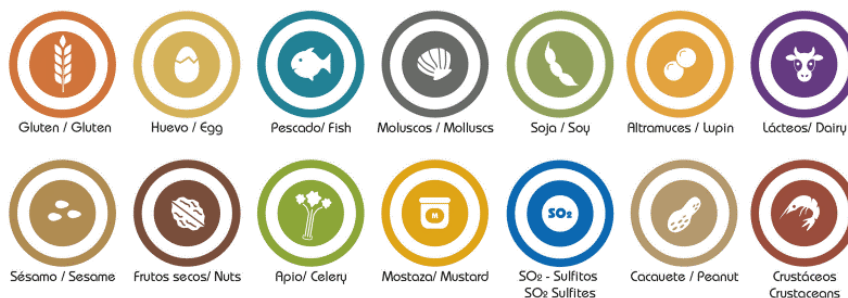 Gluten / Gluten
Huevo / Egg
Pescado/ Fish
Moluscos / Molluscs
Soja / Soy
Altramuces / Lupin
Lácteos/ Dairy
M
SO₂
Sésamo / Sesame
Frutos secos/ Nuts
Apio/ Celery
Mostaza/ Mustard
SO₂ - Sulfitos
SO₂ Sulfites
Cacauete / Peanut
Crustáceos
Crustaceans